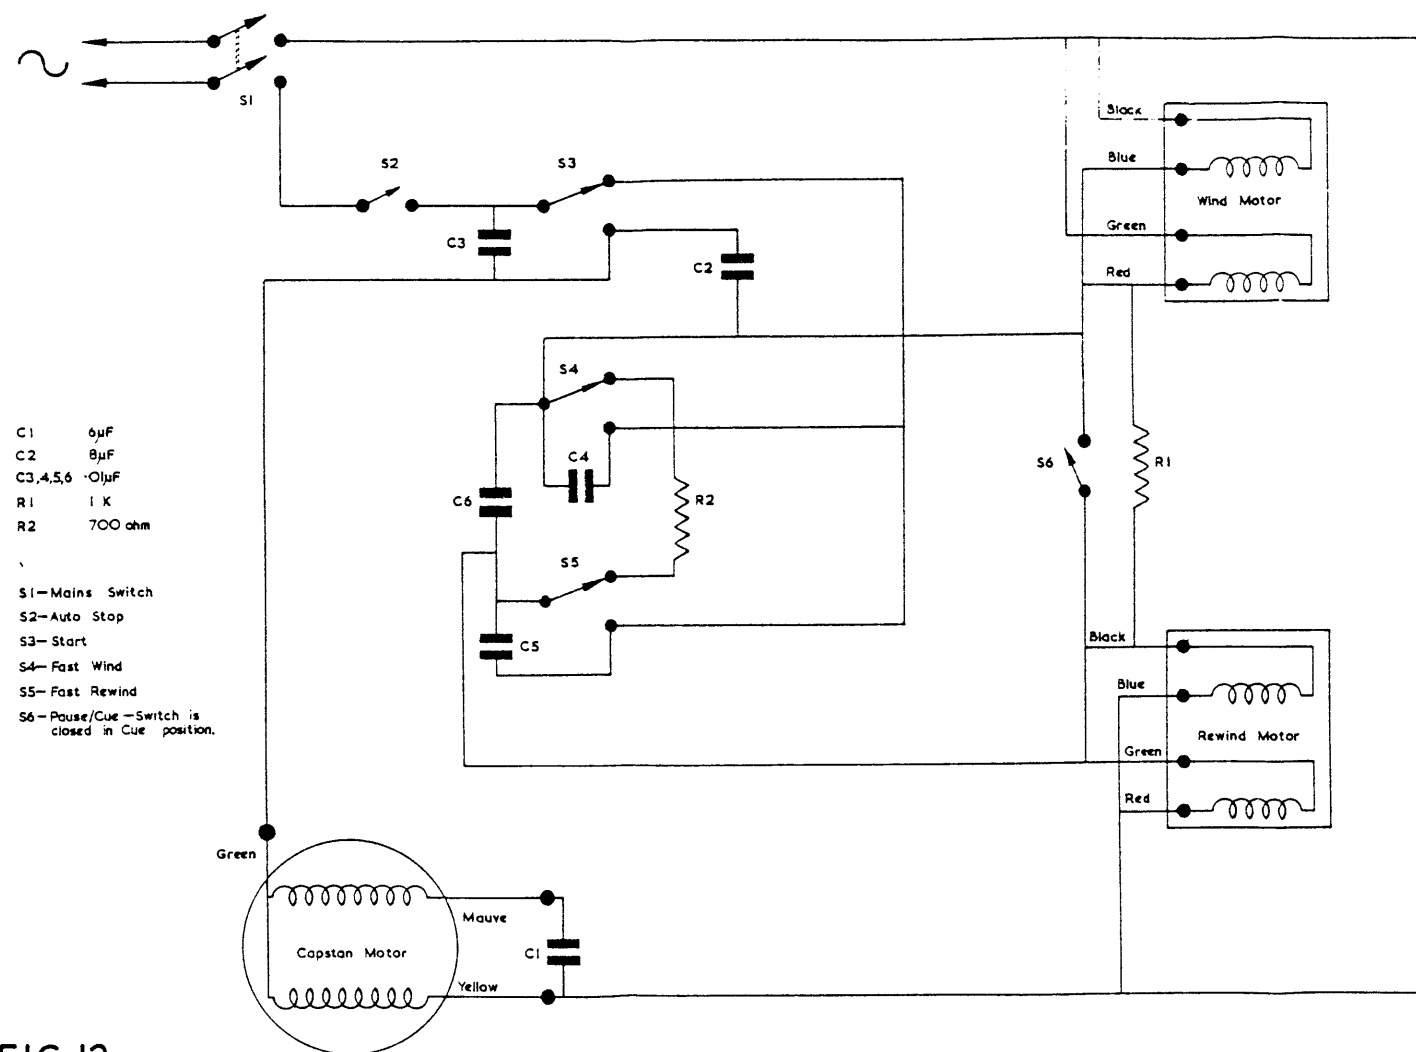 S1
S2
S3
C3
C2
Black
Blue
Wind Motor
Green
Red
S4
C4
C6
R2
S5
C5
S6
R1
C1 6µF
C2 8µF
C3,4,5,6 ·01µF
R1 1 K
R2 700 ohm
S1—Mains Switch
S2—Auto Stop
S3—Start
S4—Fast Wind
S5—Fast Rewind
S6—Pause/Cue—Switch is
closed in Cue position.
Black
Blue
Rewind Motor
Green
Red
Green
Mauve
Capstan Motor
C1
Yellow